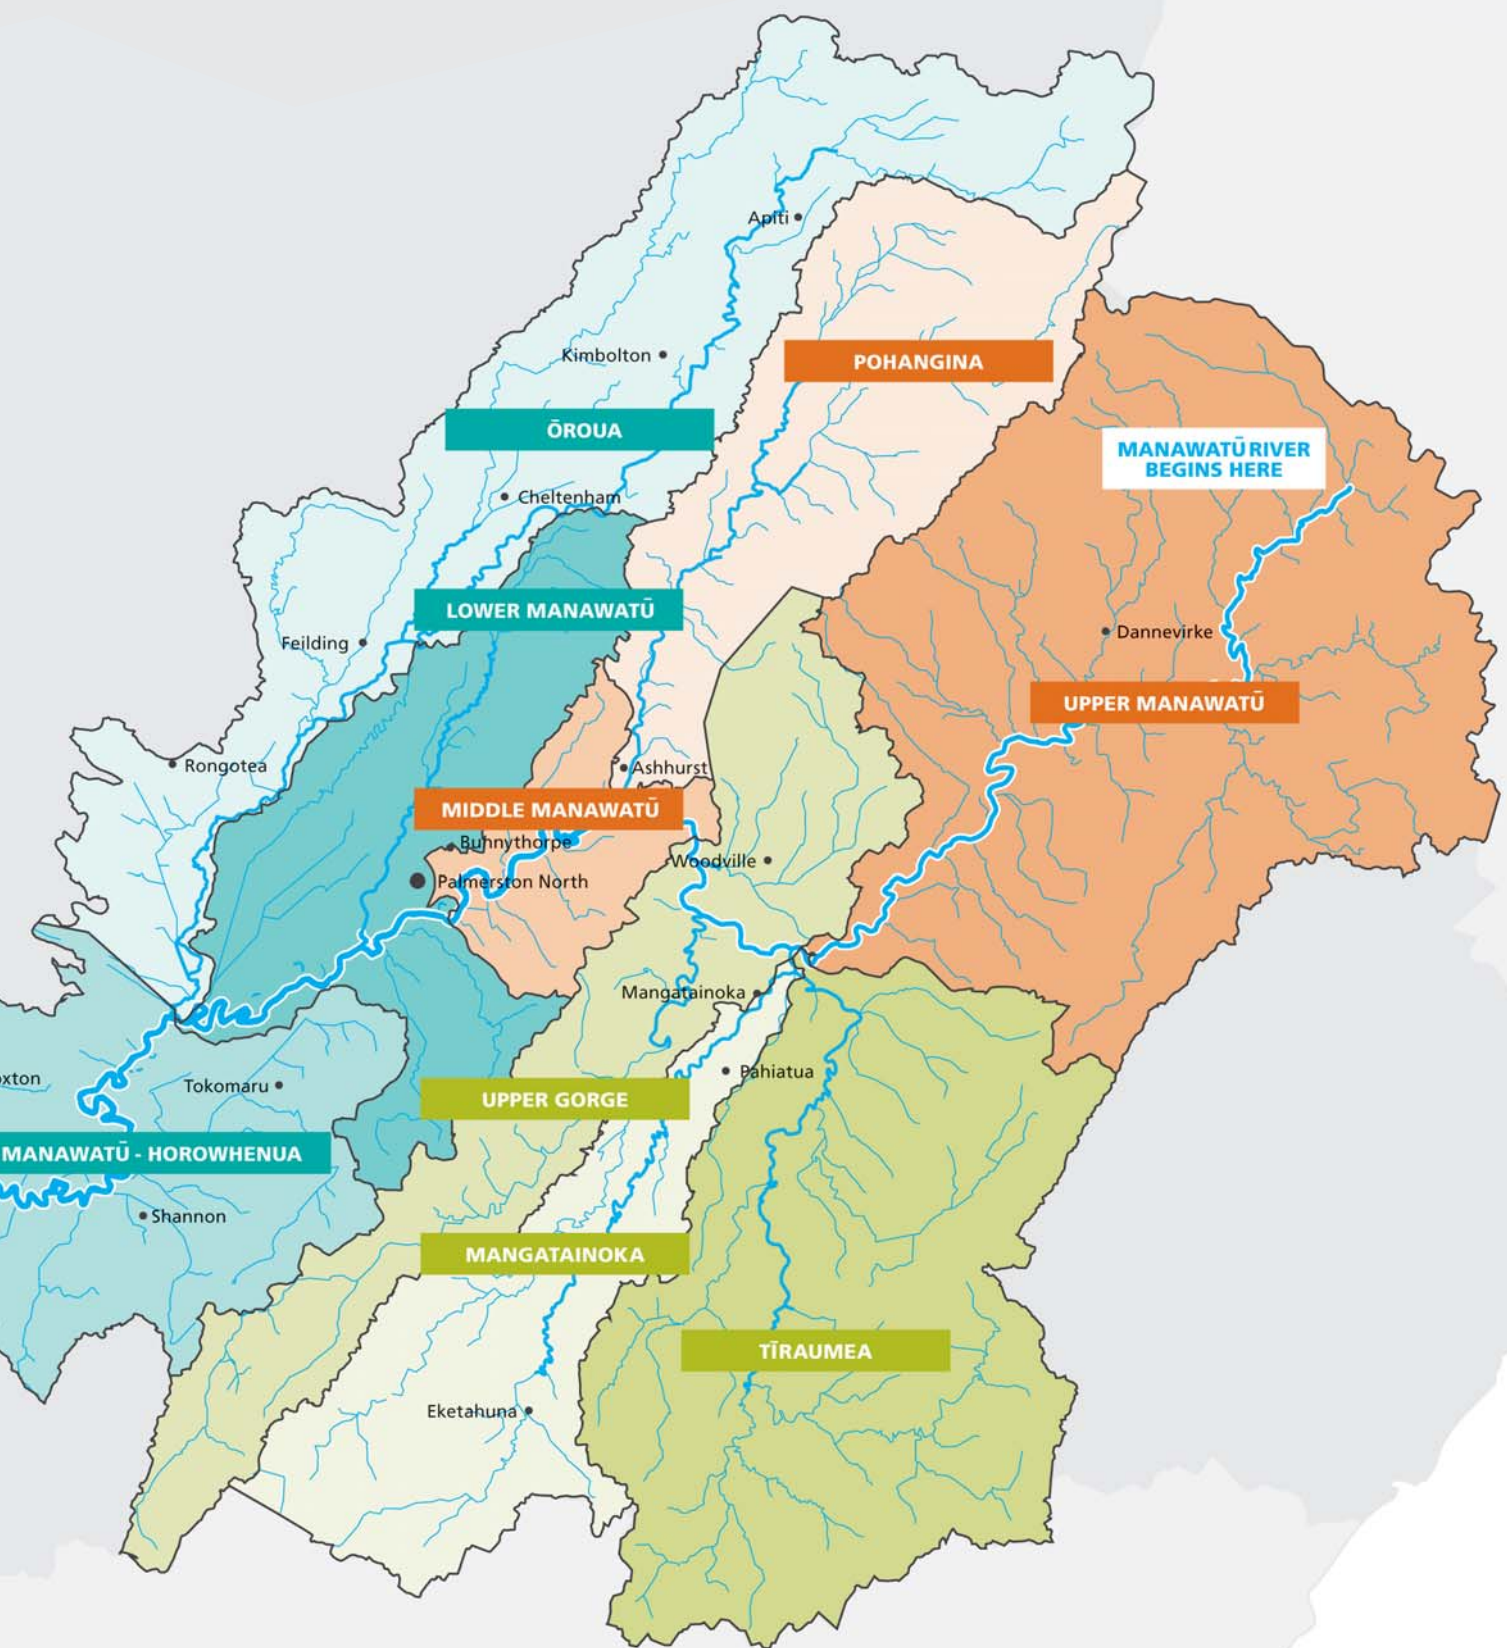 Apiti
Kimbolton
POHANGINA
ŌROUA
MANAWATŪ RIVER
BEGINS HERE
Cheltenham
LOWER MANAWATŪ
Feilding
Dannevirke
UPPER MANAWATŪ
Rongotea
Ashhurst
MIDDLE MANAWATŪ
Bunnythorpe
Woodville
Palmerston North
Mangatainoka
Pahiatua
oxton
Tokomaru
UPPER GORGE
MANAWATŪ - HOROWHENUA
Shannon
MANGATAINOKA
TĪRAUMEA
Eketahuna